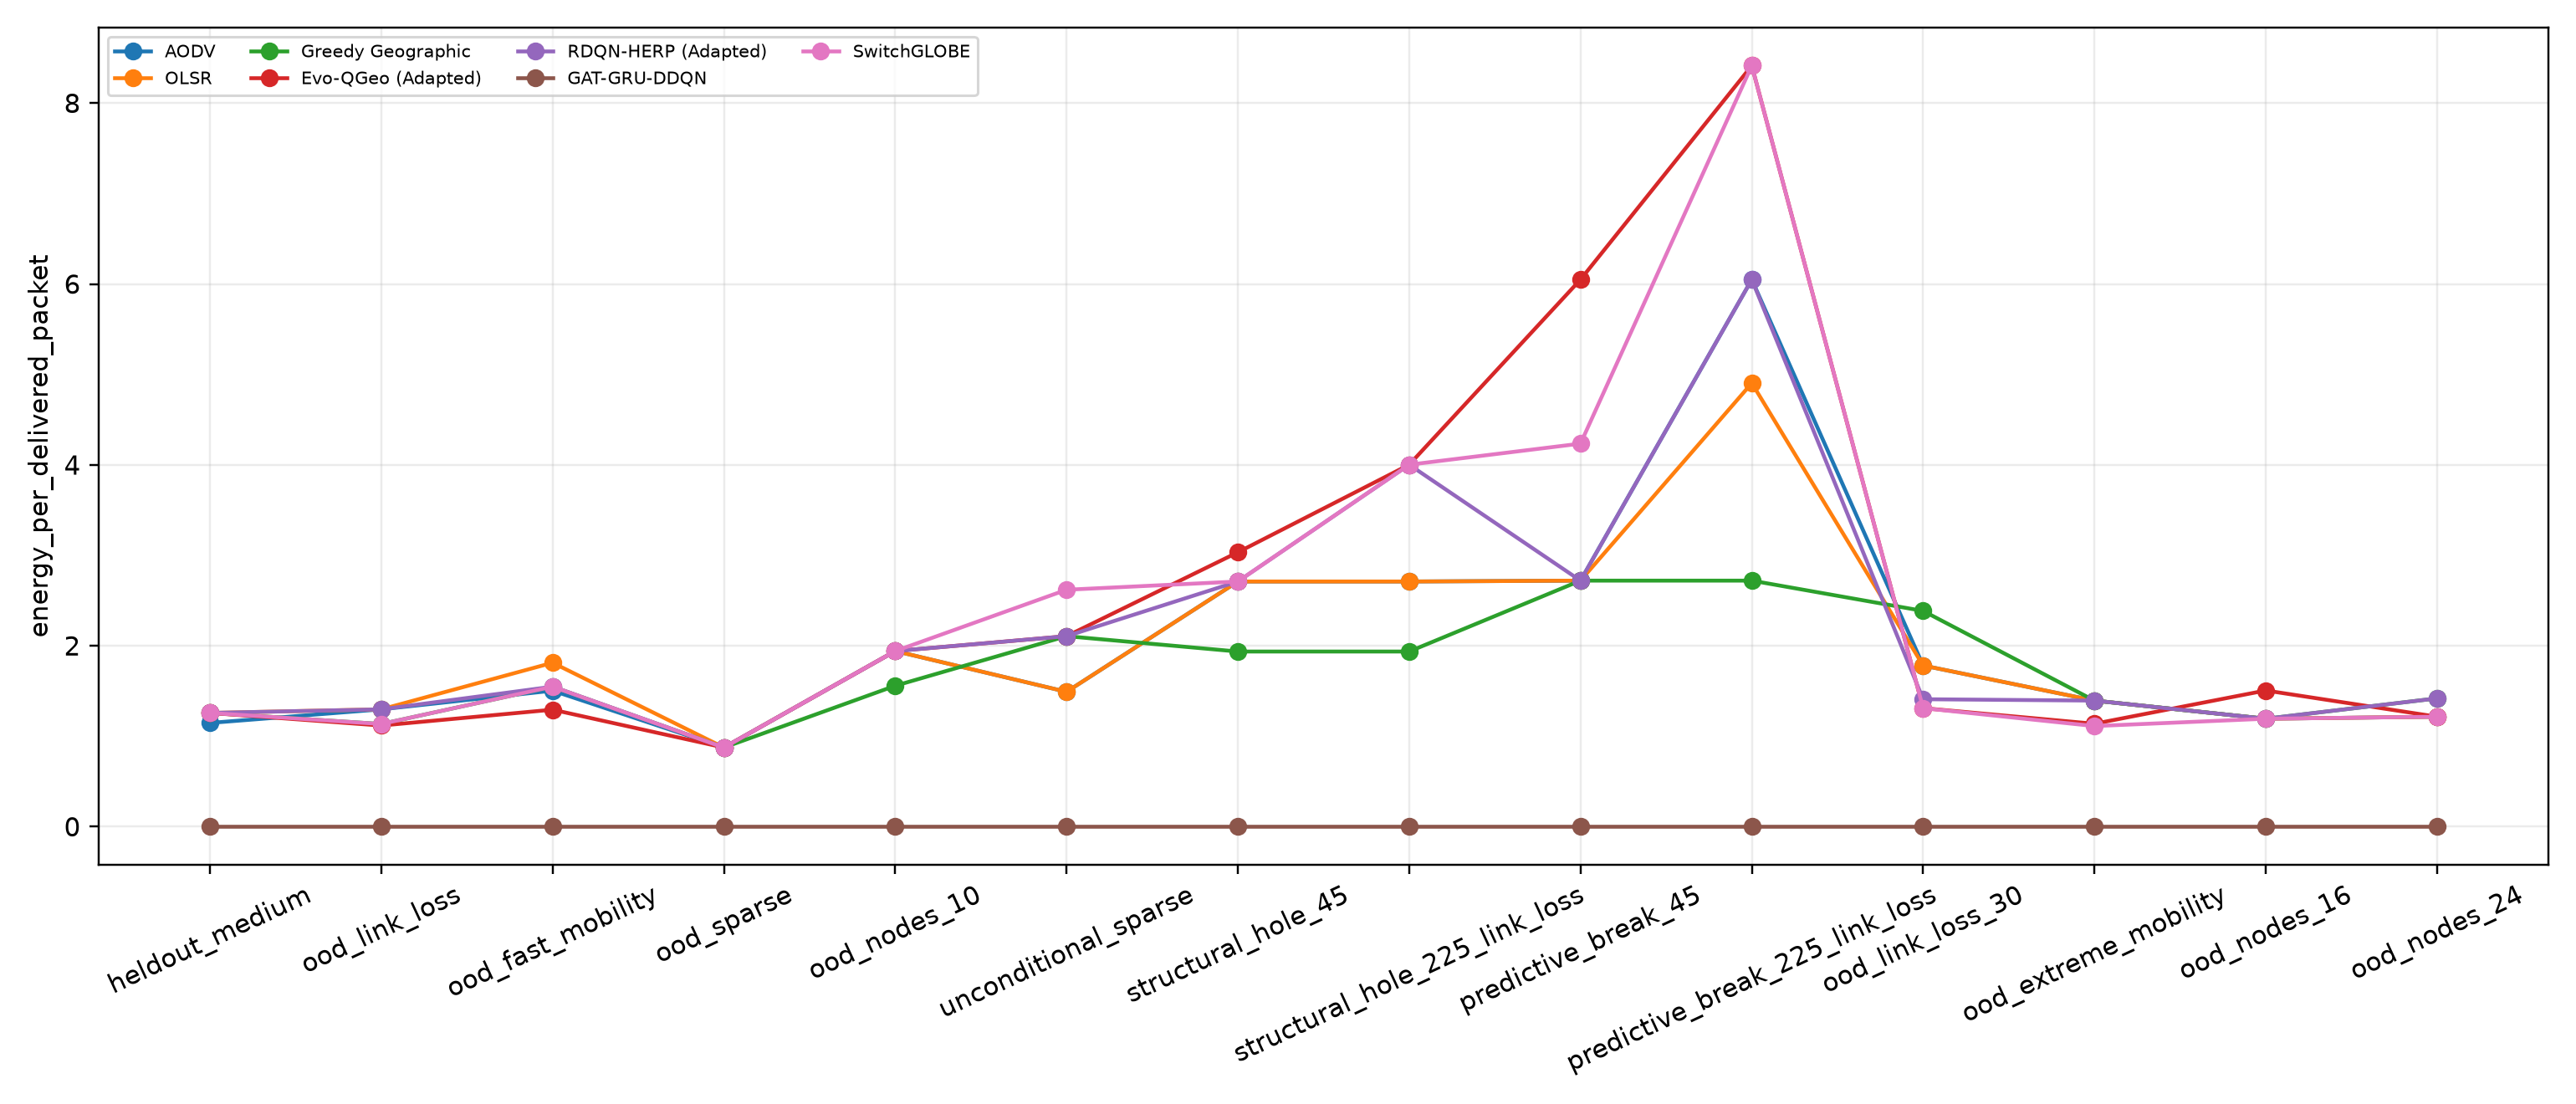 energy_per_delivered_packet
8
6
4
2
0
AODV
OLSR
Greedy Geographic
Evo-QGeo (Adapted)
RDQN-HERP (Adapted)
GAT-GRU-DDQN
SwitchGLOBE
heldout_medium
ood_link_loss
ood_fast_mobility
ood_sparse
ood_nodes_10
unconditional_sparse
structural_hole_45
structural_hole_225_link_loss
predictive_break_45
predictive_break_225_link_loss
ood_link_loss_30
ood_extreme_mobility
ood_nodes_16
ood_nodes_24